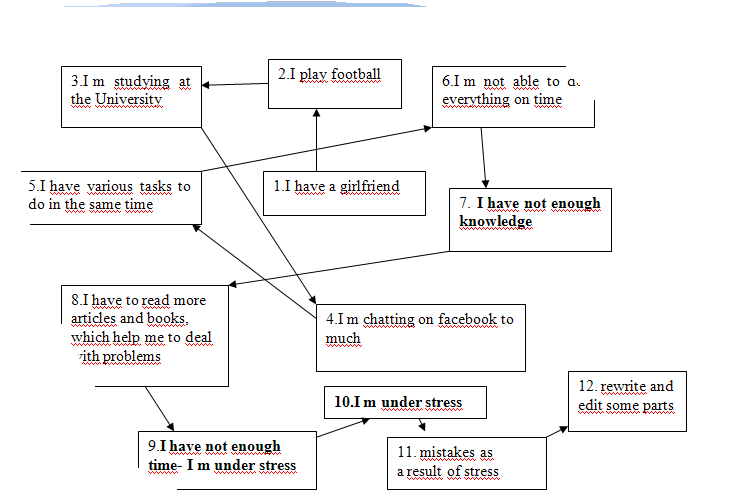 3.I m studying at
the University
2.I play football
6.I m not able to
everything on time
5.I have various tasks to
do in the same time
1.I have a girlfriend
7. I have not enough
knowledge
8.I have to read more
articles and books,
which help me to deal
problems
4.I m chatting on facebook to
much
10.I m under stress
12. rewrite and
edit some parts
9.I have not enough
time- I m under stress
11. mistakes as
a result of stress